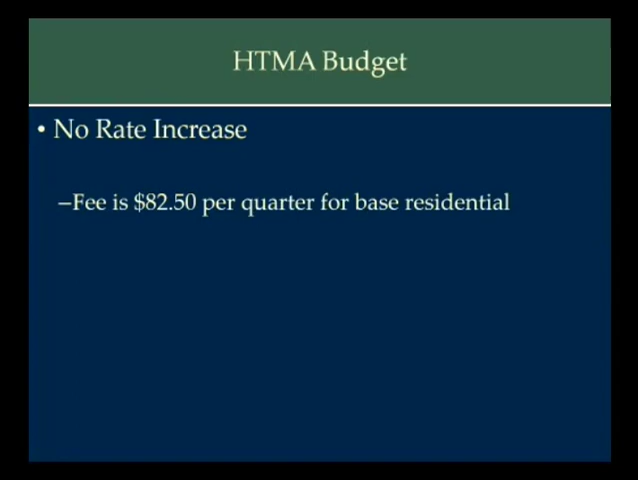 HTMA Budget
• No Rate Increase
–Fee is $82.50 per quarter for base residential